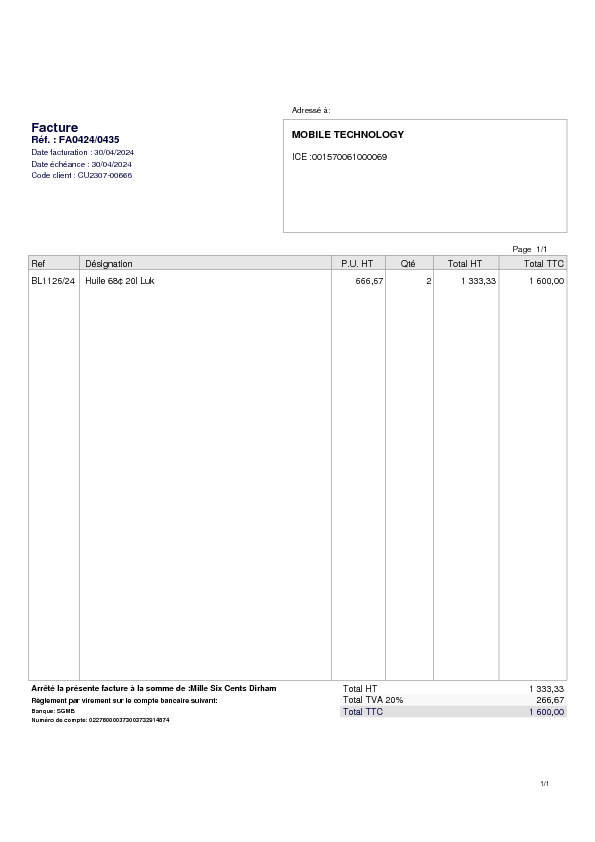 Adressé à:
Facture
Réf. : FA0424/0435
Date facturation : 30/04/2024
Date échéance : 30/04/2024
Code client : CU2307-00666
MOBILE TECHNOLOGY
ICE :001570061000069
Page 1/1
Ref Désignation P.U. HT Qté Total HT Total TTC
BL1126/24 Huile 68¢ 20l Luk 666,67 2 1 333,33 1 600,00
Arrêté la présente facture à la somme de :Mille Six Cents Dirham
Règlement par virement sur le compte bancaire suivant:
Banque: SGMB
Numéro de compte:
Total HT 1 333,33
Total TVA 20% 266,67
Total TTC 1 600,00
1/1